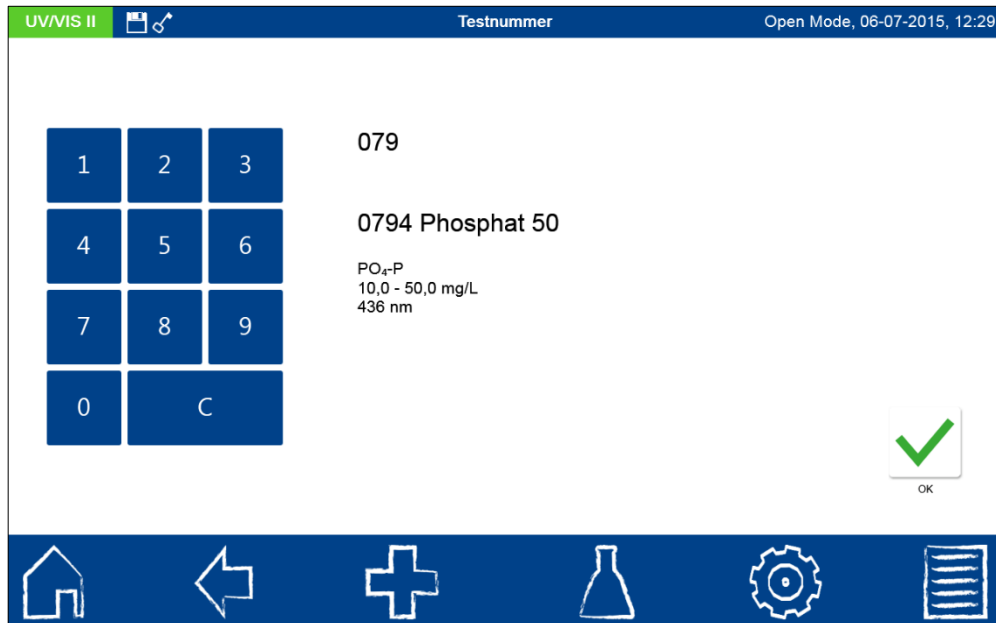 UV/VIS II Testnummer Open Mode, 06-07-2015, 12:29
079
1 2 3
0794 Phosphat 50
4 5 6
PO₄-P
10,0 - 50,0 mg/L
436 nm
7 8 9
0 C
OK